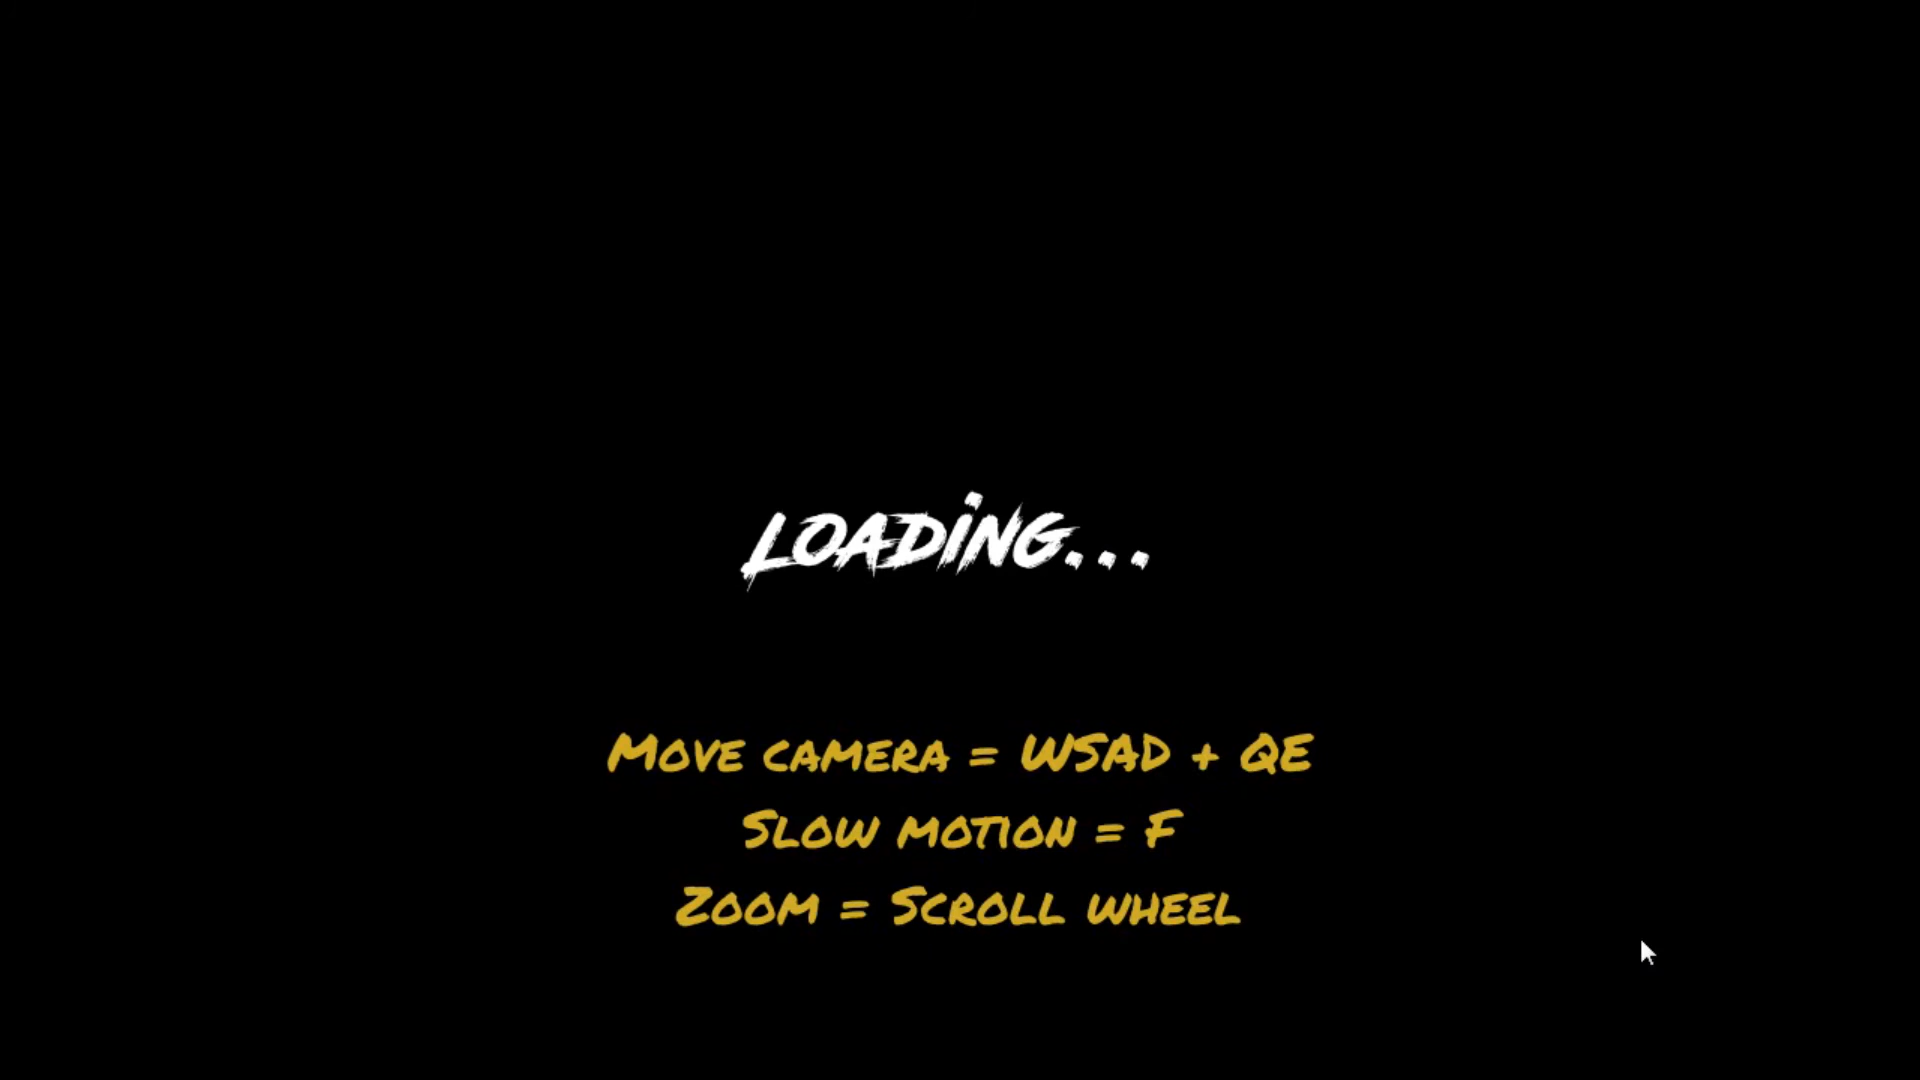 LOADiNG...
MOVE CAMERA = WSAD + QE
SLOW MOTION = F
ZOOM = SCROLL WHEEL